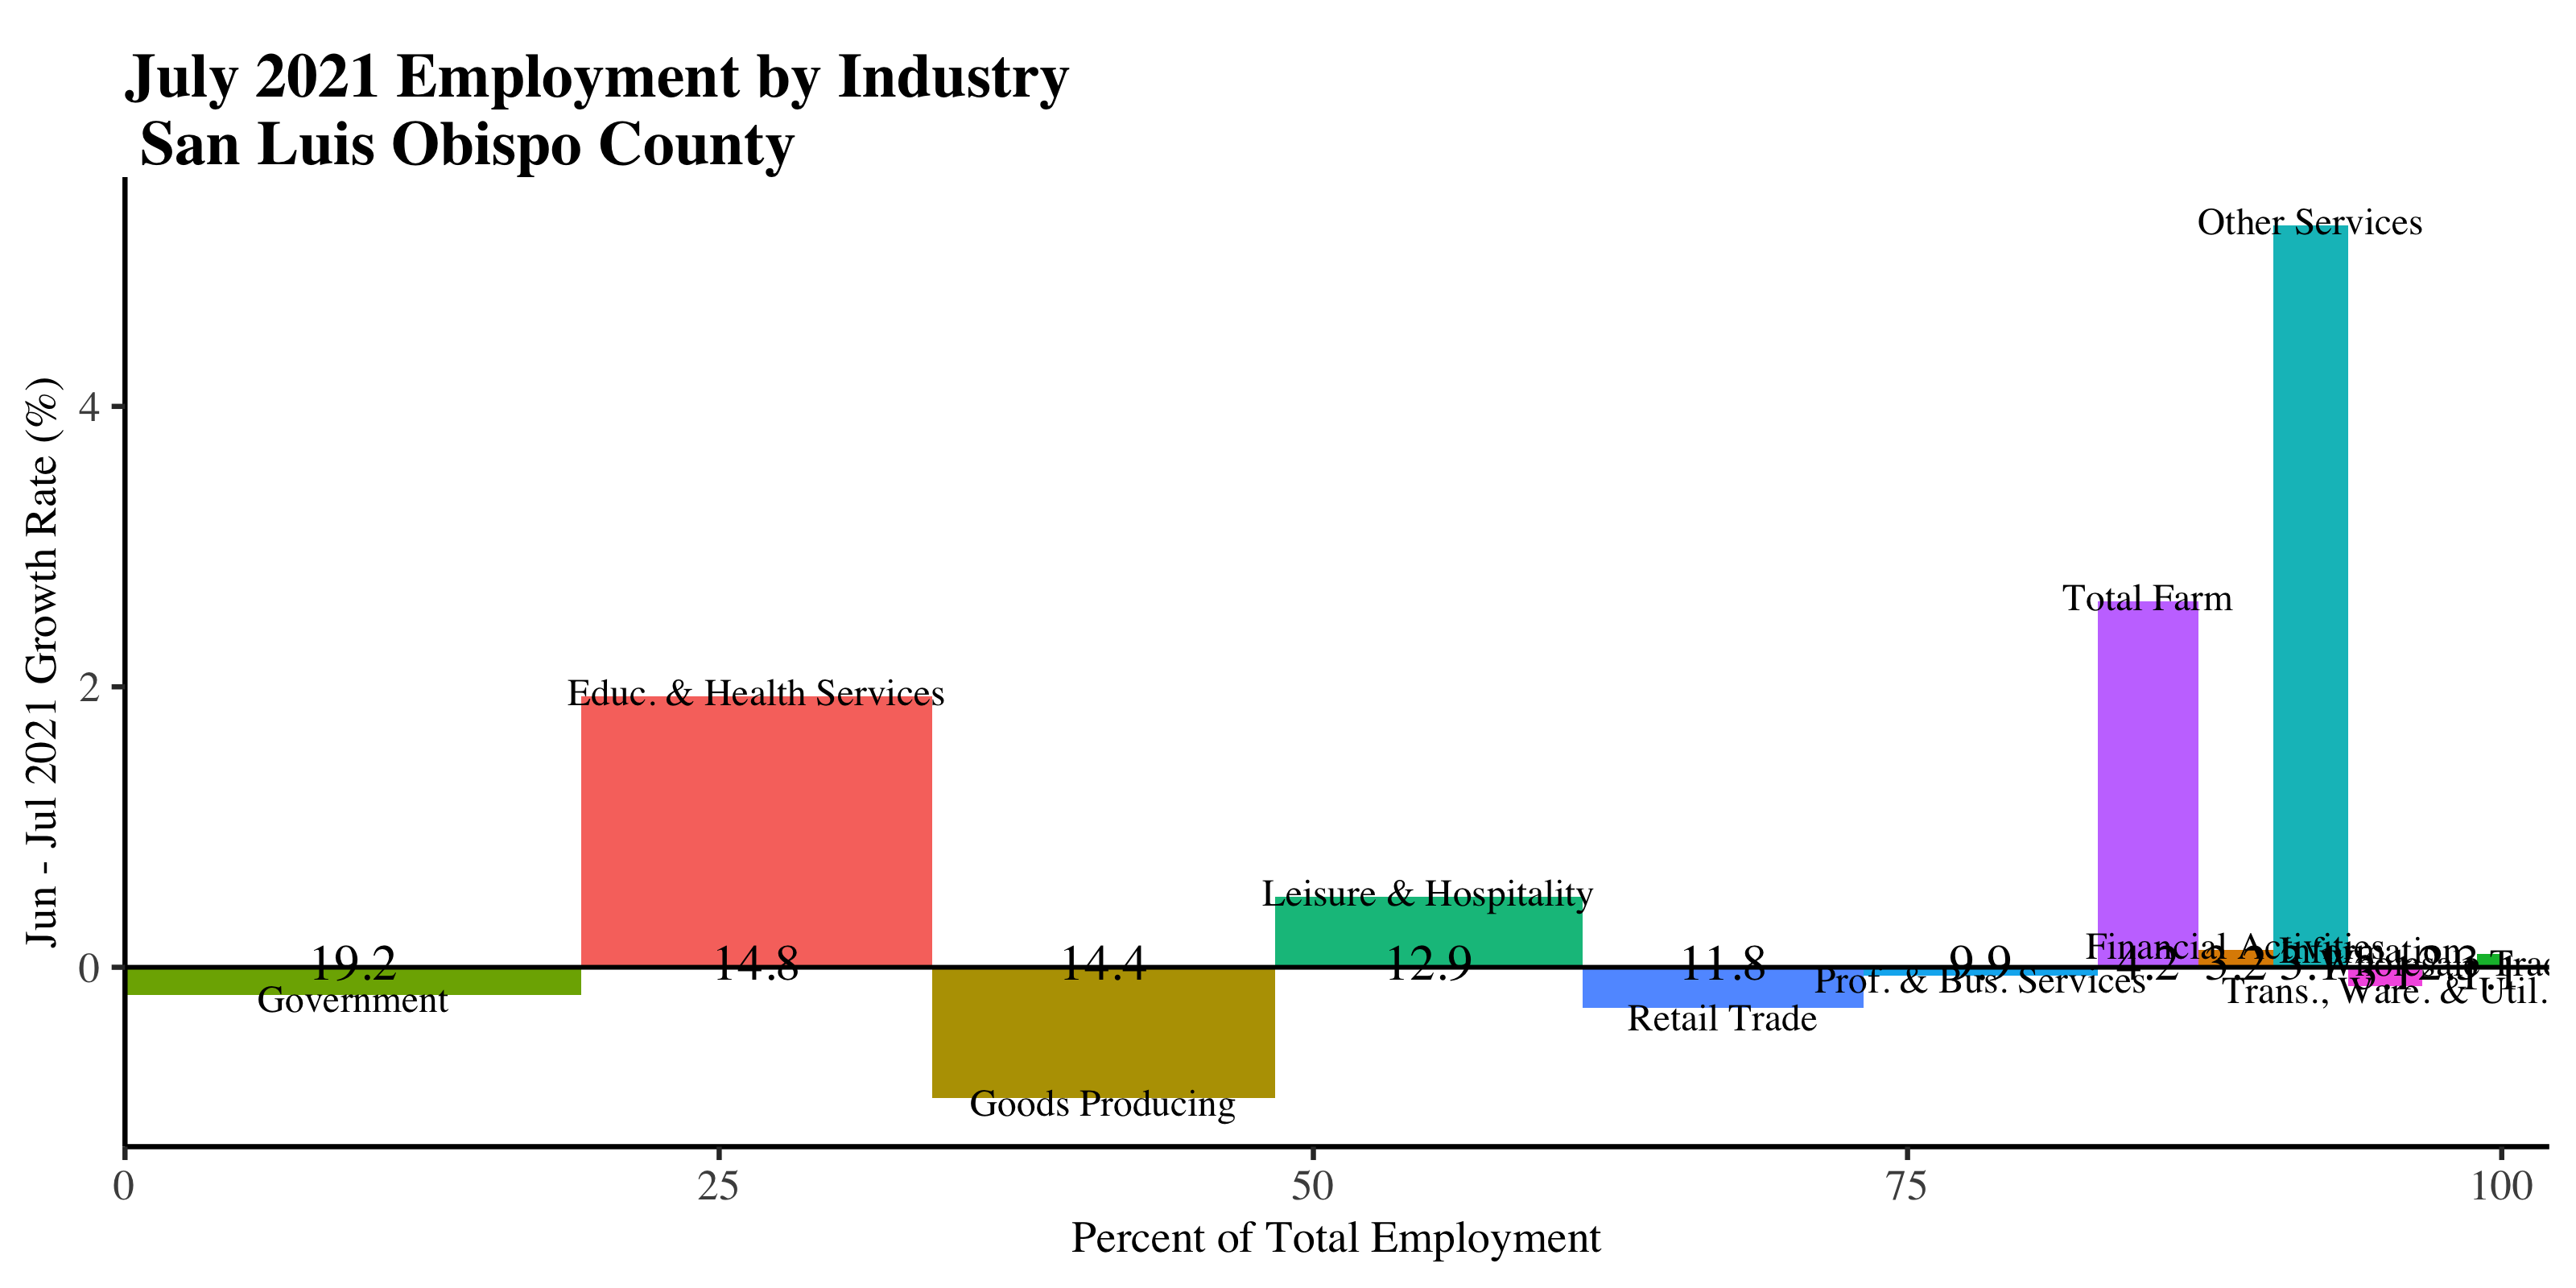 July 2021 Employment by Industry
San Luis Obispo County
Jun - Jul 2021 Growth Rate (%)
4
2
0
Other Services
Total Farm
Educ. & Health Services
Leisure & Hospitality
Financial Activities
19.2
14.8
14.4
12.9
11.8
9.9
4.2
3.2
Government
Prof. & Bus. Services
Trans., Ware. & Util.
Retail Trade
Goods Producing
0
25
50
75
100
Percent of Total Employment